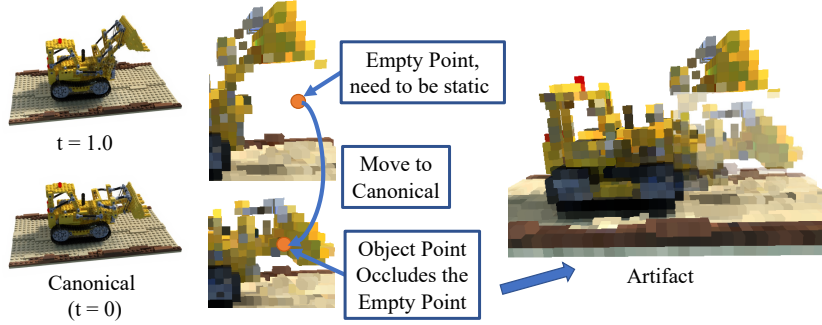 t = 1.0
Canonical
(t = 0)
Empty Point,
need to be static
Move to
Canonical
Object Point
Occludes the
Empty Point
Artifact